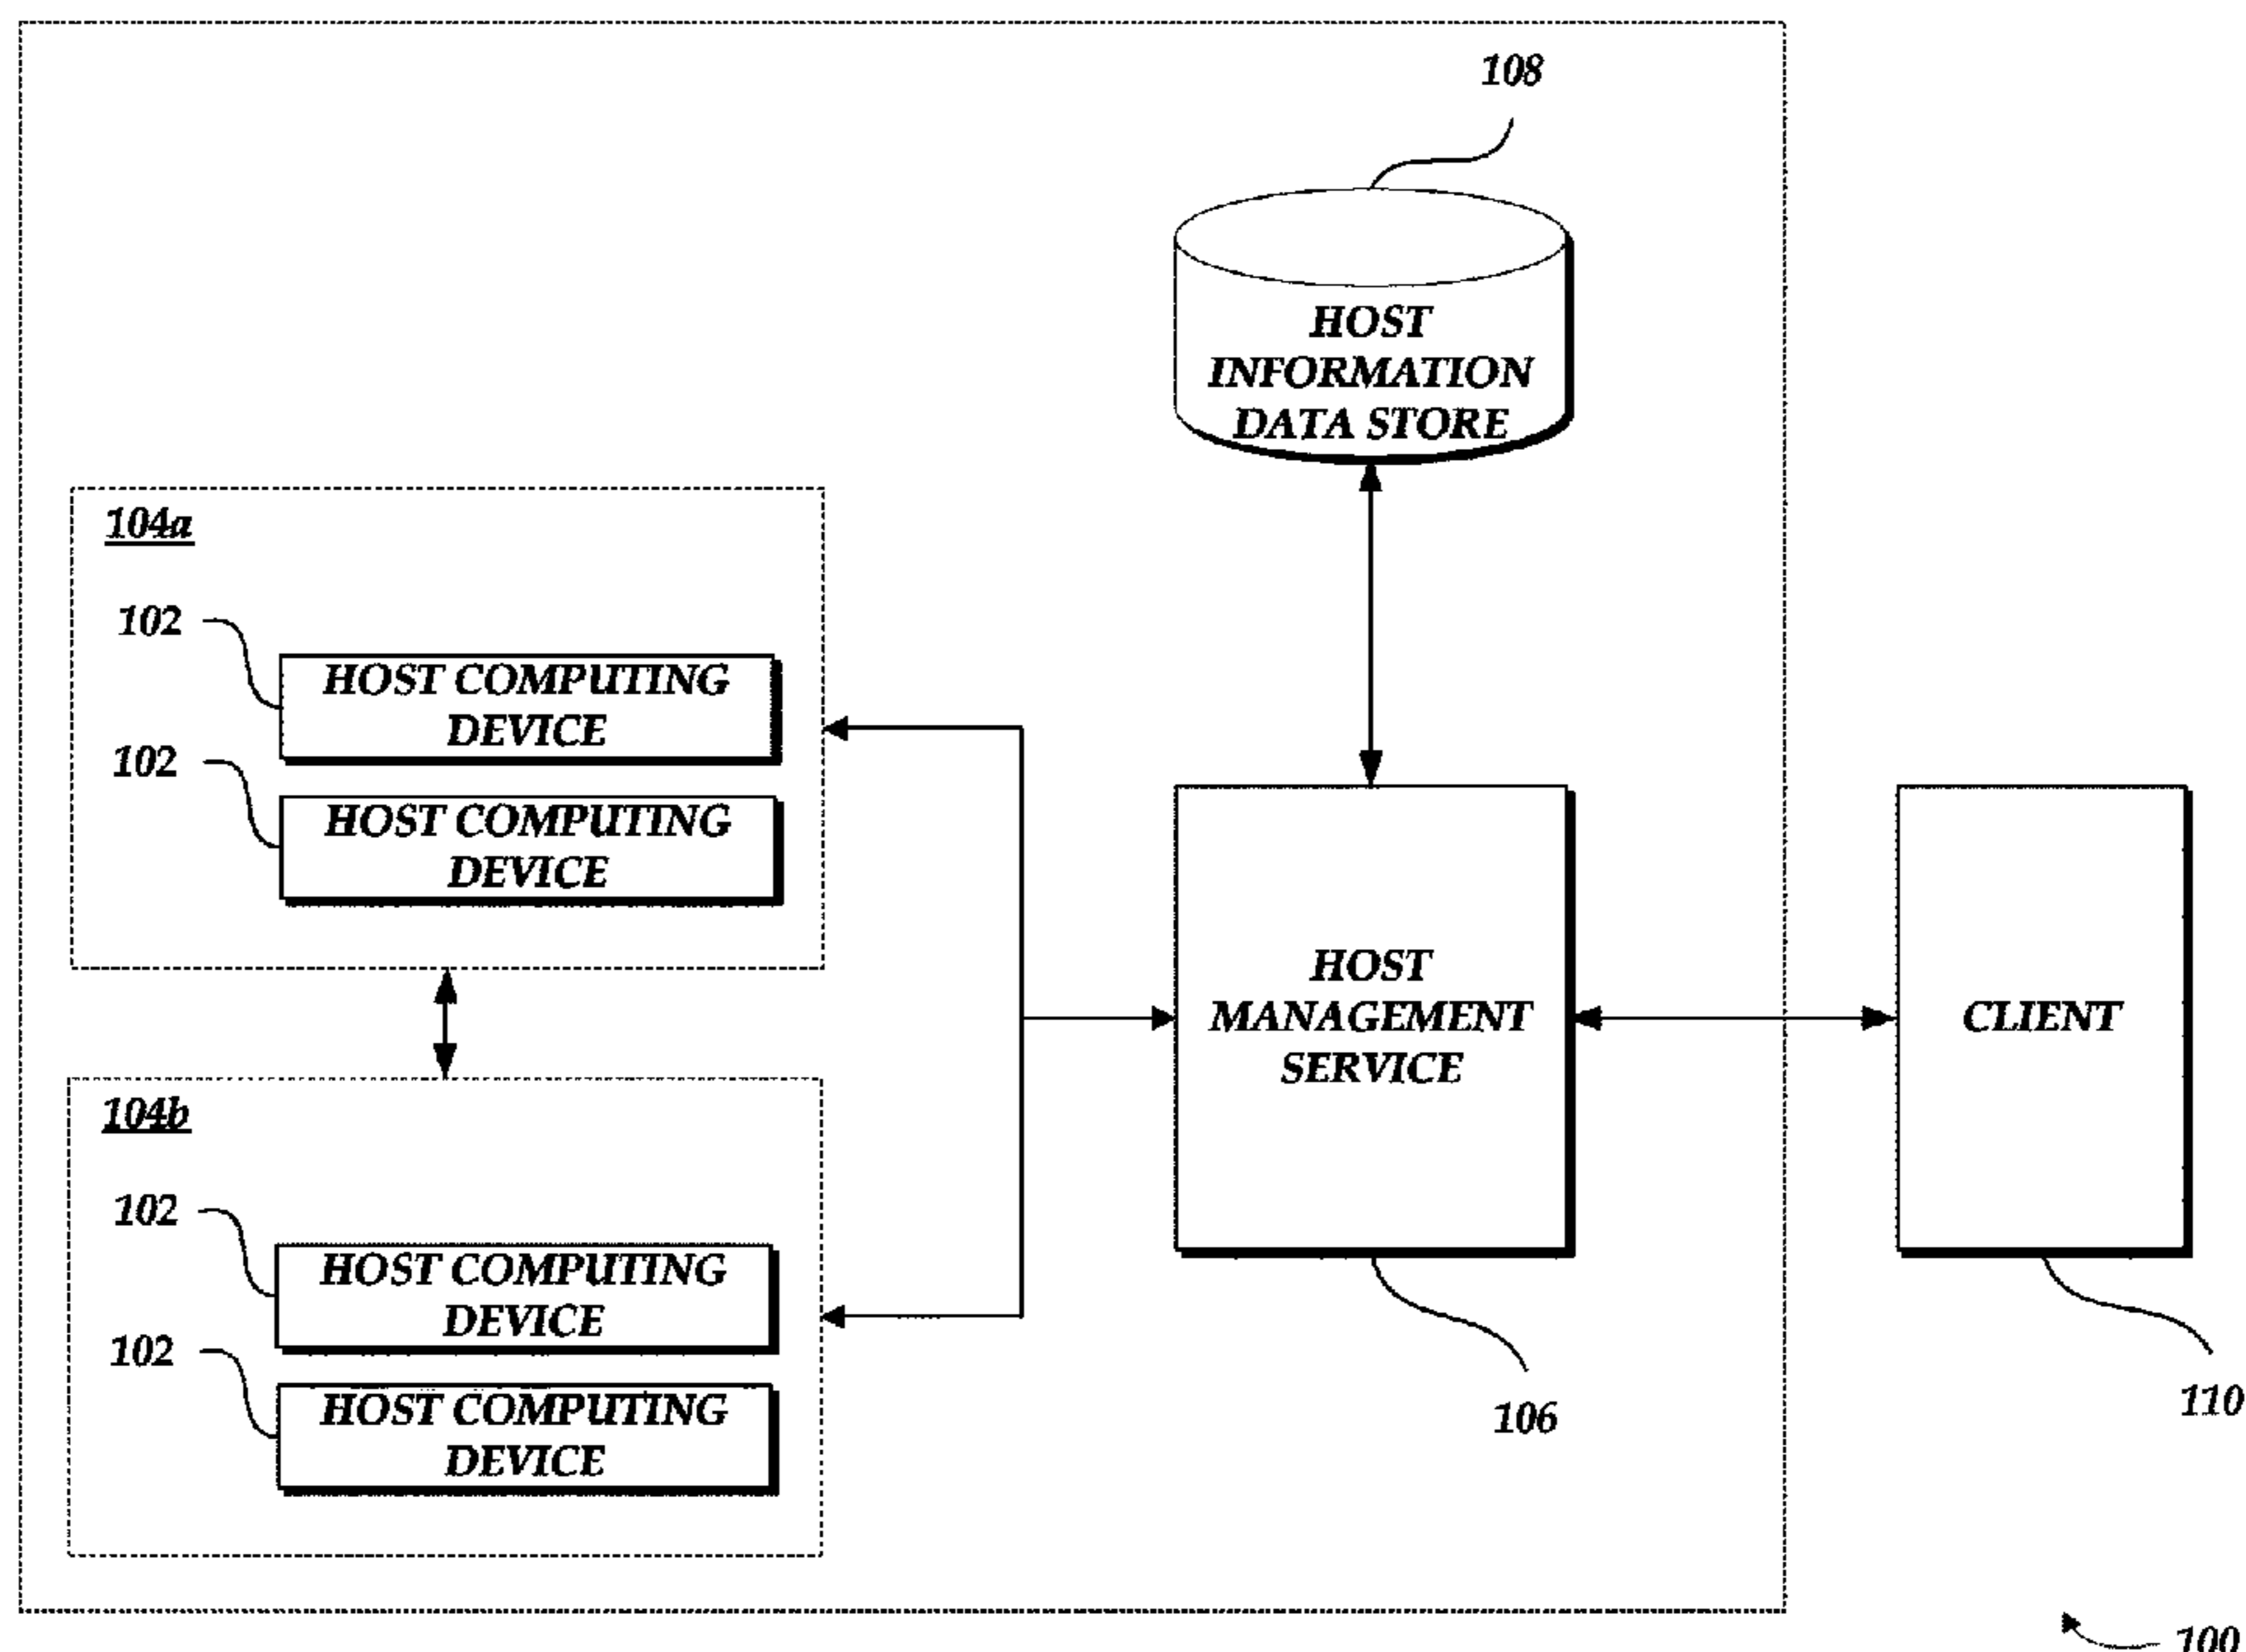 108
HOST
INFORMATION
DATA STORE
104a
102
HOST COMPUTING
DEVICE
102
HOST COMPUTING
DEVICE
HOST
MANAGEMENT
SERVICE
CLIENT
104b
102
HOST COMPUTING
DEVICE
102
HOST COMPUTING
DEVICE
106
110
100